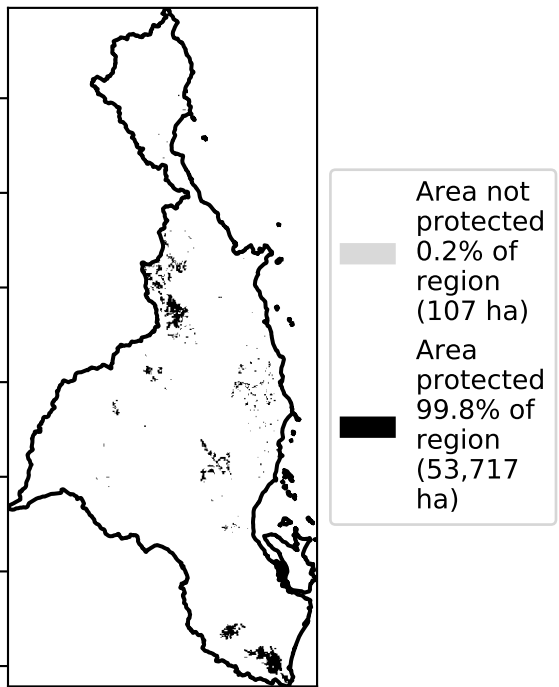 Area not
protected
0.2% of
region
(107 ha)
Area
protected
99.8% of
region
(53,717
ha)